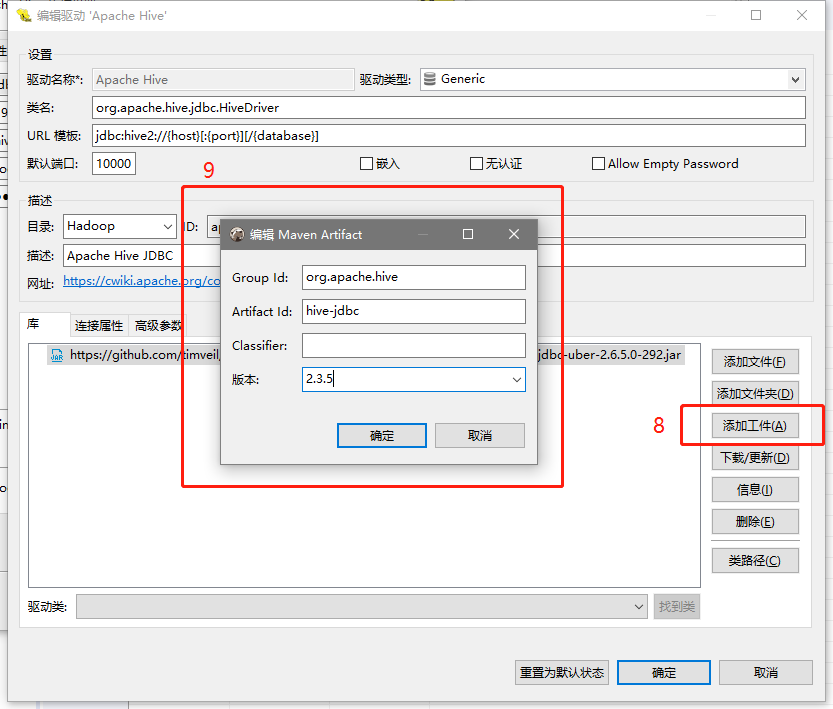 编辑驱动 'Apache Hive'
设置
驱动名称*: Apache Hive 驱动类型: Generic
类名: org.apache.hive.jdbc.HiveDriver
URL 模板: jdbc:hive2://{host}[:{port}][/{database}]
默认端口: 10000 嵌入 无认证 Allow Empty Password
9
描述
目录: Hadoop ID:
描述: Apache Hive JDBC
网址: https://cwiki.apache.org/co
编辑 Maven Artifact
Group Id: org.apache.hive
Artifact Id: hive-jdbc
Classifier:
版本: 2.3.5
确定 取消
库 连接属性 高级参数
https://github.com/timveil jdbc-uber-2.6.5.0-292.jar
添加文件(F)
添加文件夹(D)
8 添加工件(A)
下载/更新(D)
信息(I)
删除(E)
类路径(C)
驱动类: 找到类
重置为默认状态 确定 取消